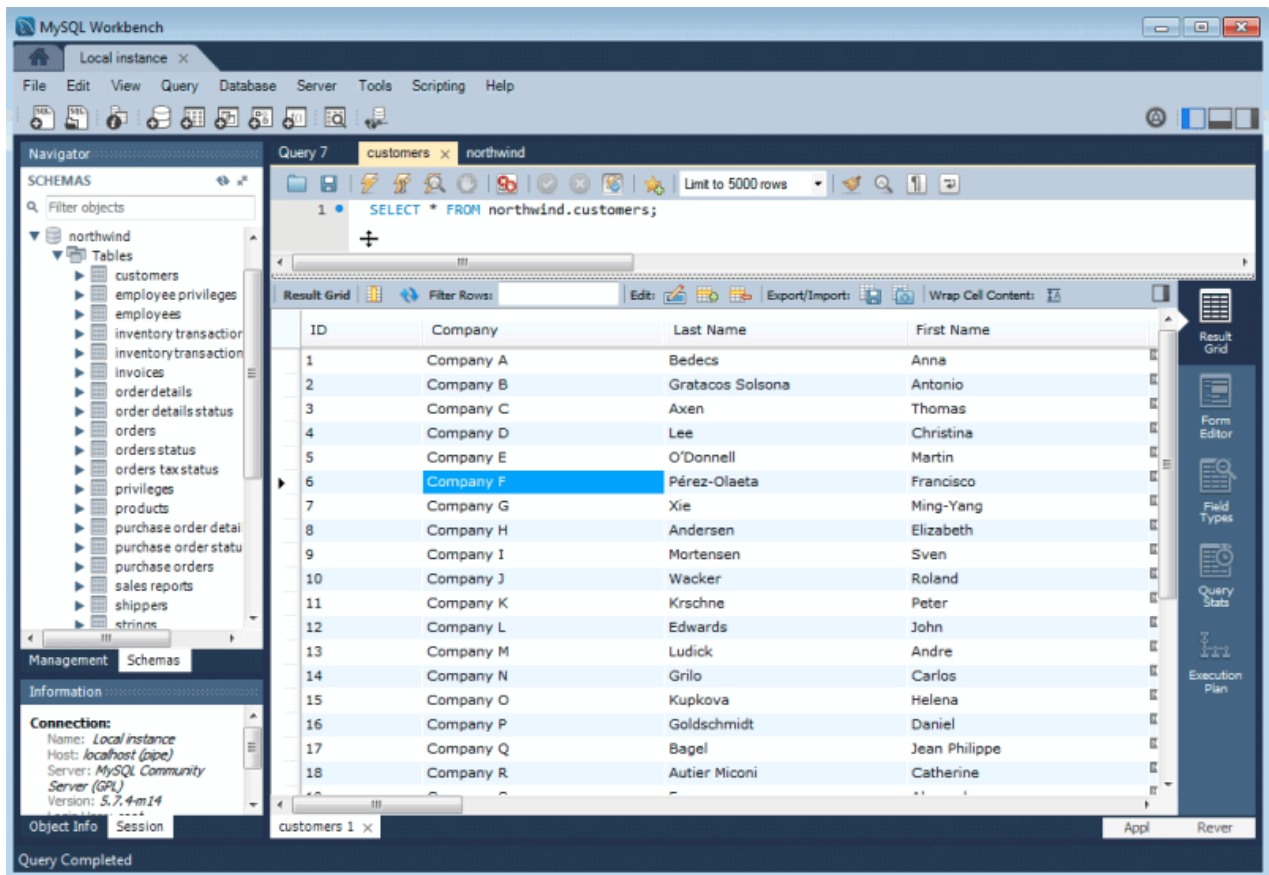 MySQL Workbench
Local instance
File Edit View Query Database Server Tools Scripting Help
Navigator
SCHEMAS
Filter objects
northwind
Tables
customers
employee privileges
employees
inventory transaction
inventory transaction
invoices
order details
order details status
orders
orders status
orders tax status
privileges
products
purchase order detai
purchase order statu
purchase orders
sales reports
shippers
strings
Management Schemas
Information
Connection:
Name: Local instance
Host: localhost (pipe)
Server: MySQL Community
Server (GPL)
Version: 5.7.4-m14
Object Info Session
Query 7 customers northwind
Limit to 5000 rows
1 SELECT * FROM northwind.customers;
Result Grid Filter Rows: Edit: Export/Import: Wrap Cell Content:
ID Company Last Name First Name
1 Company A Bedecs Anna
2 Company B Gratacos Solsona Antonio
3 Company C Axen Thomas
4 Company D Lee Christina
5 Company E O'Donnell Martin
6 Company F Pérez-Olaeta Francisco
7 Company G Xie Ming-Yang
8 Company H Andersen Elizabeth
9 Company I Mortensen Sven
10 Company J Wacker Roland
11 Company K Krschne Peter
12 Company L Edwards John
13 Company M Ludick Andre
14 Company N Grilo Carlos
15 Company O Kupkova Helena
16 Company P Goldschmidt Daniel
17 Company Q Bagel Jean Philippe
18 Company R Autier Miconi Catherine
Result
Grid
Form
Editor
Field
Types
Query
Stats
Execution
Plan
customers 1
Appl Rever
Query Completed